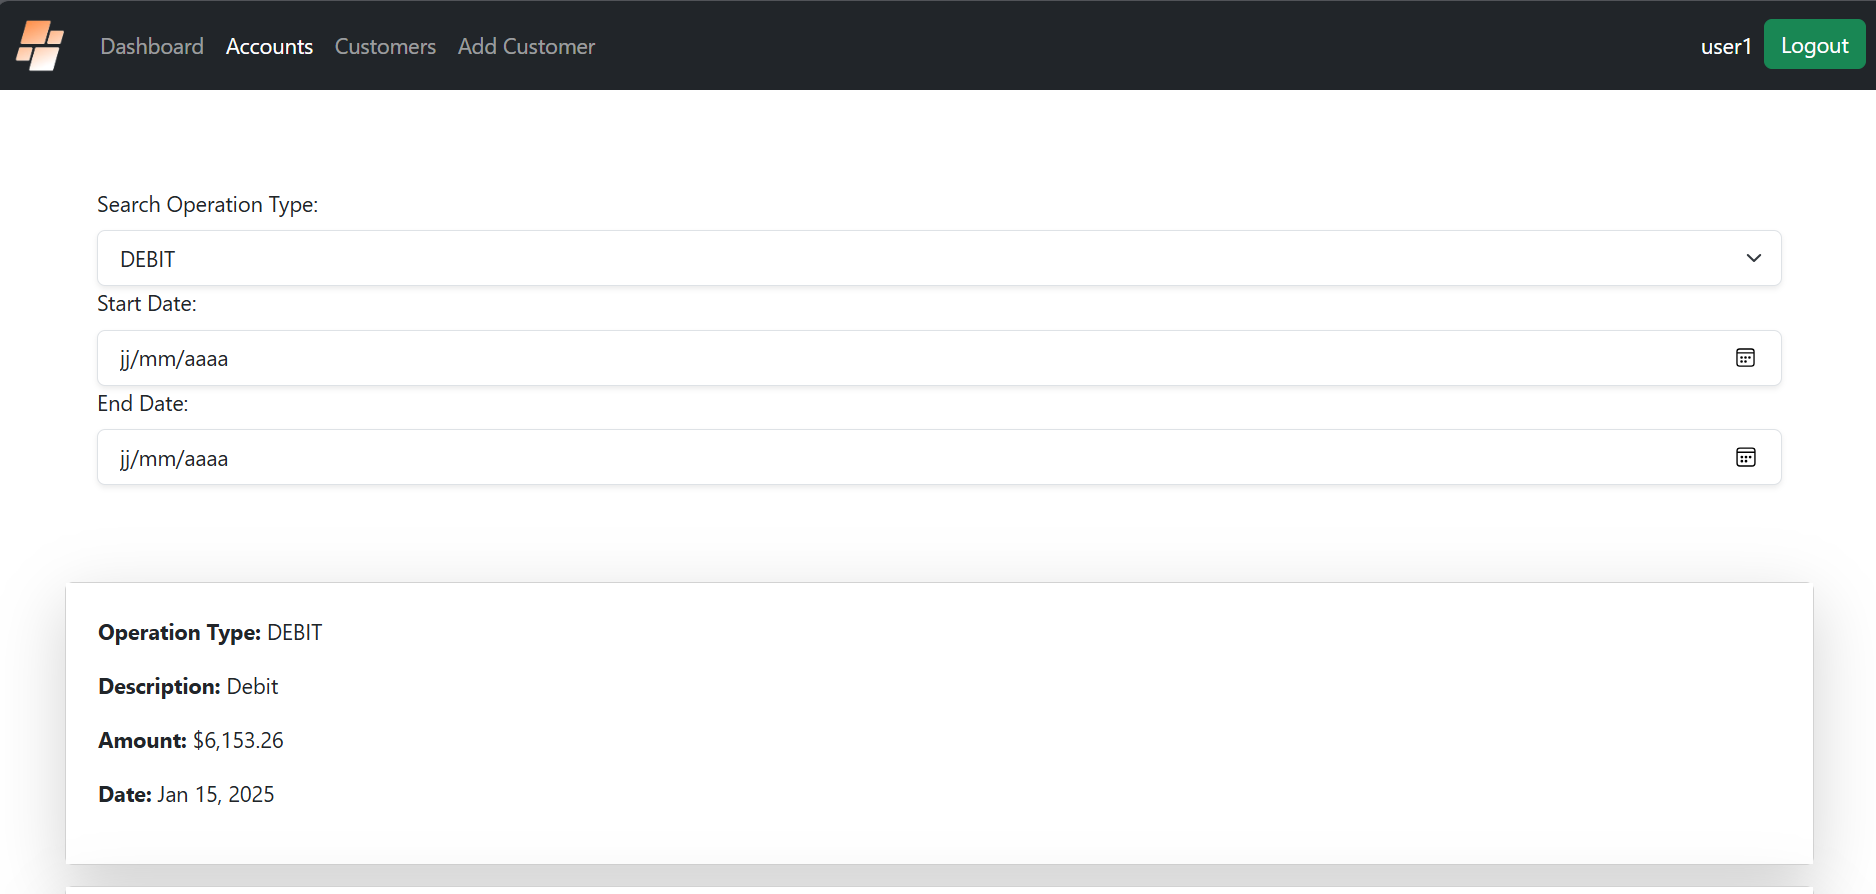 Dashboard Accounts Customers Add Customer user1 Logout
Search Operation Type:
DEBIT
Start Date:
jj/mm/aaaa
End Date:
jj/mm/aaaa
Operation Type: DEBIT
Description: Debit
Amount: $6,153.26
Date: Jan 15, 2025